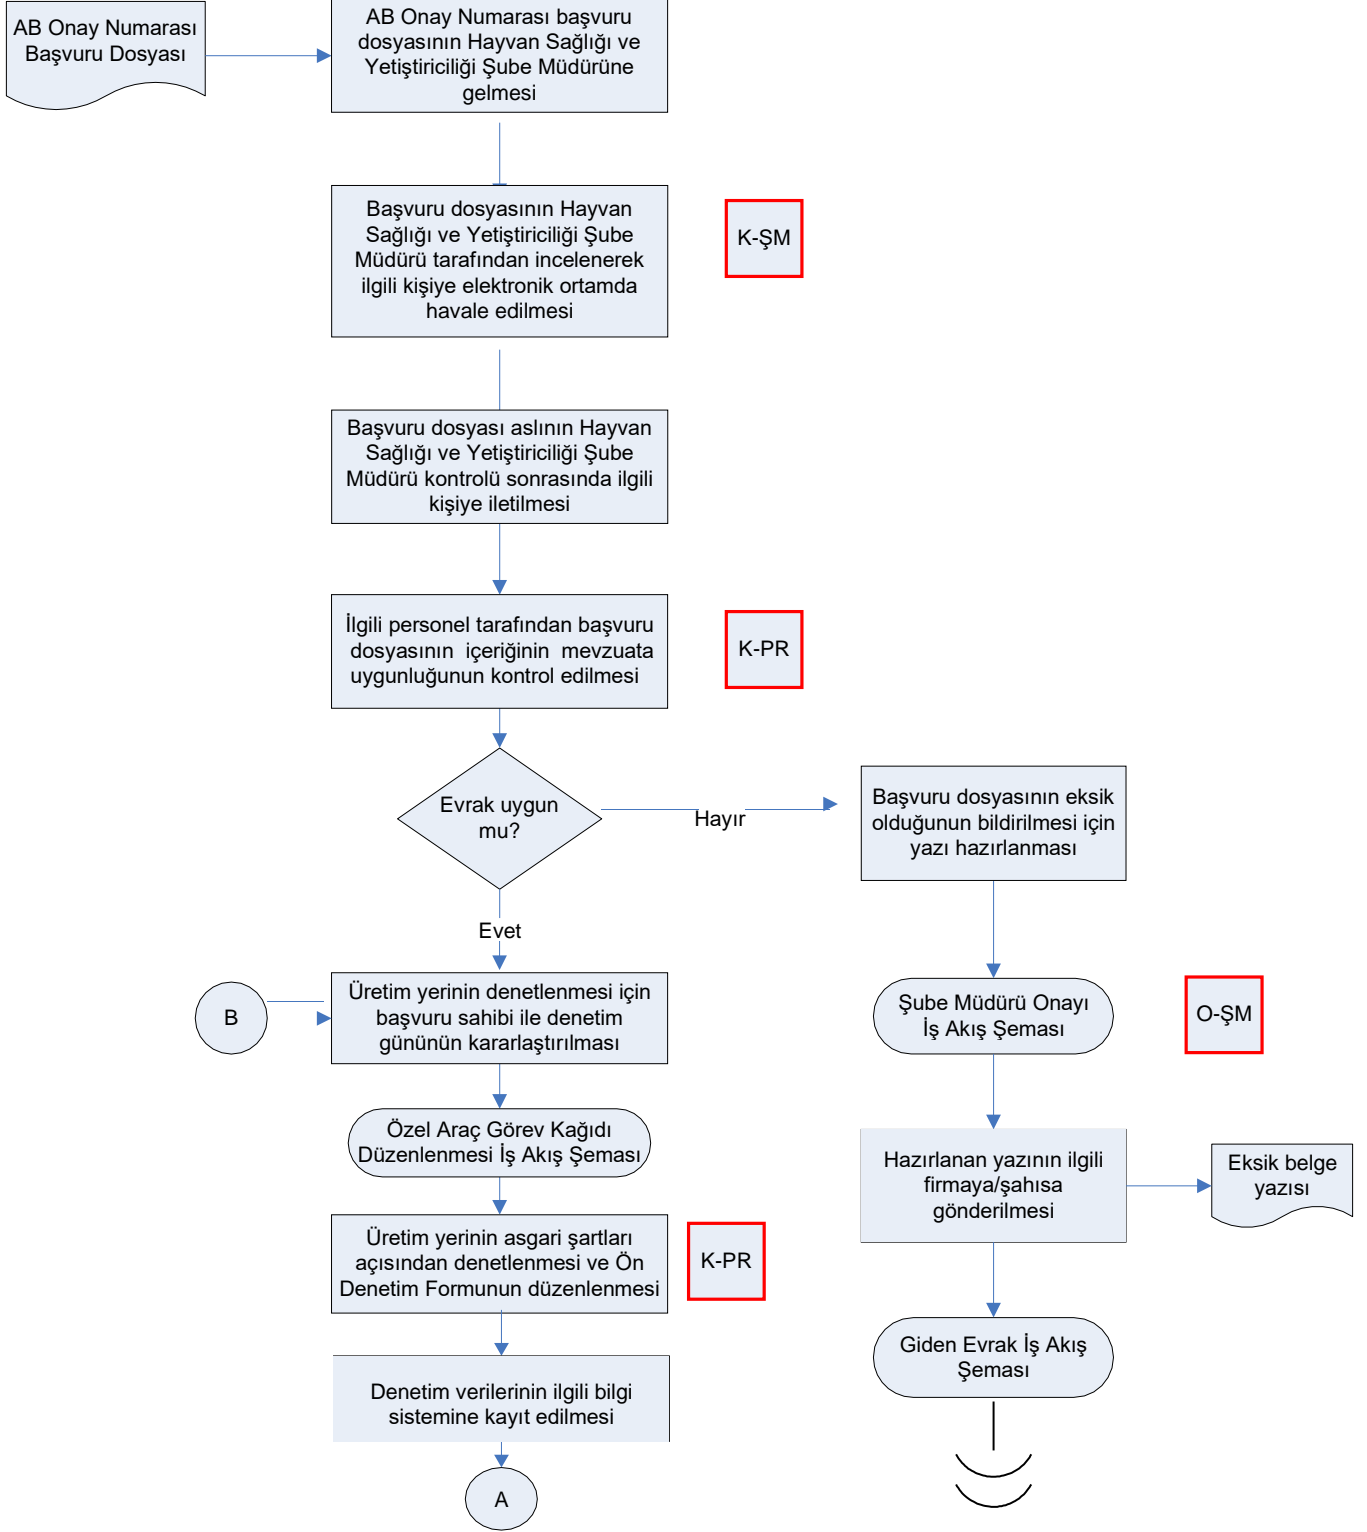 AB Onay Numarası
Başvuru Dosyası
AB Onay Numarası başvuru
dosyasının Hayvan Sağlığı ve
Yetiştiriciliği Şube Müdürüne
gelmesi
Başvuru dosyasının Hayvan
Sağlığı ve Yetiştiriciliği Şube
Müdürü tarafından incelenerek
ilgili kişiye elektronik ortamda
havale edilmesi
K-ŞM
Başvuru dosyası aslının Hayvan
Sağlığı ve Yetiştiriciliği Şube
Müdürü kontrolü sonrasında ilgili
kişiye iletilmesi
İlgili personel tarafından başvuru
dosyasının içeriğinin mevzuata
uygunluğunun kontrol edilmesi
K-PR
Evrak uygun
mu?
Hayır
Başvuru dosyasının eksik
olduğunun bildirilmesi için
yazı hazırlanması
Evet
B
Üretim yerinin denetlenmesi için
başvuru sahibi ile denetim
gününün kararlaştırılması
Şube Müdürü Onayı
İş Akış Şeması
O-ŞM
Özel Araç Görev Kağıdı
Düzenlenmesi İş Akış Şeması
Hazırlanan yazının ilgili
firmaya/şahısa
gönderilmesi
Eksik belge
yazısı
Üretim yerinin asgari şartları
açısından denetlenmesi ve Ön
Denetim Formunun düzenlenmesi
K-PR
Giden Evrak İş Akış
Şeması
Denetim verilerinin ilgili bilgi
sistemine kayıt edilmesi
A